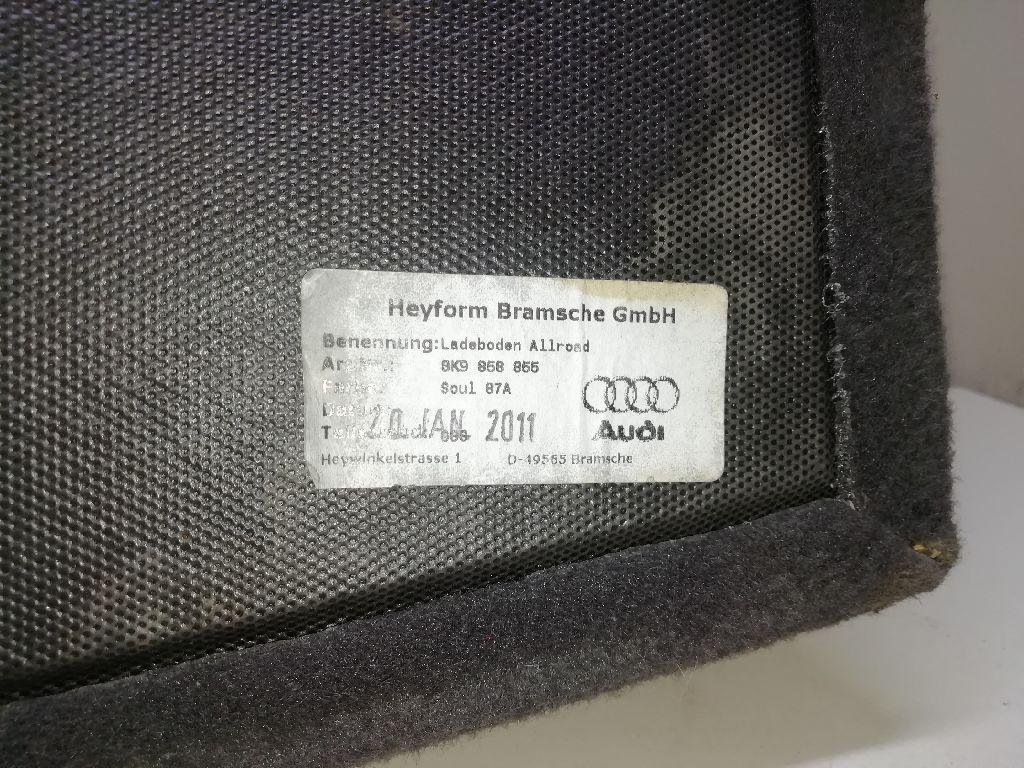 Heyform Bramsche GmbH
Benennung: Ladeboden Allroad
8K9 858 855
Soul 87A
20. JAN. 2011
Audi
Heywinkelstrasse 1 D-49565 Bramsche